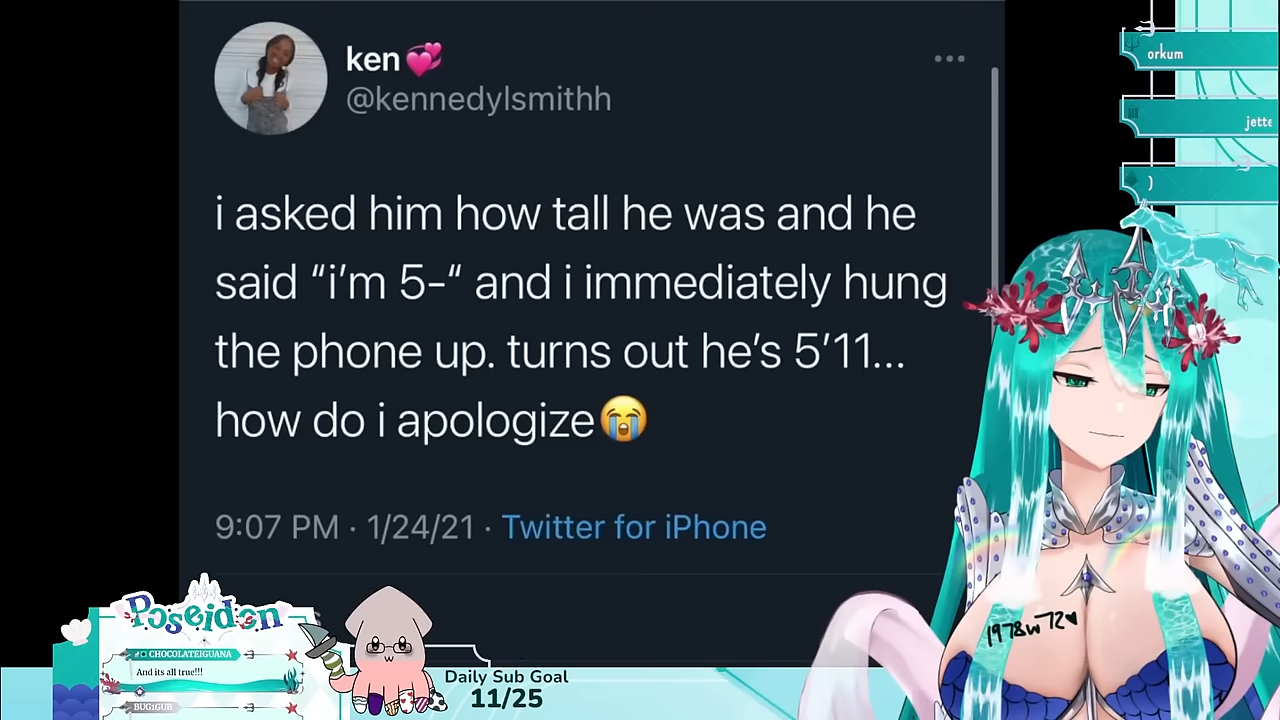 ken
@kennedylsmithh
i asked him how tall he was and he
said “i’m 5-“ and i immediately hung
the phone up. turns out he’s 5’11...
how do i apologize😭
9:07 PM · 1/24/21 · Twitter for iPhone
orkum
jette
)
Poseidon
CHOCOLATEIGUANA
And its all true!!!
BUG1GUB
Daily Sub Goal
11/25